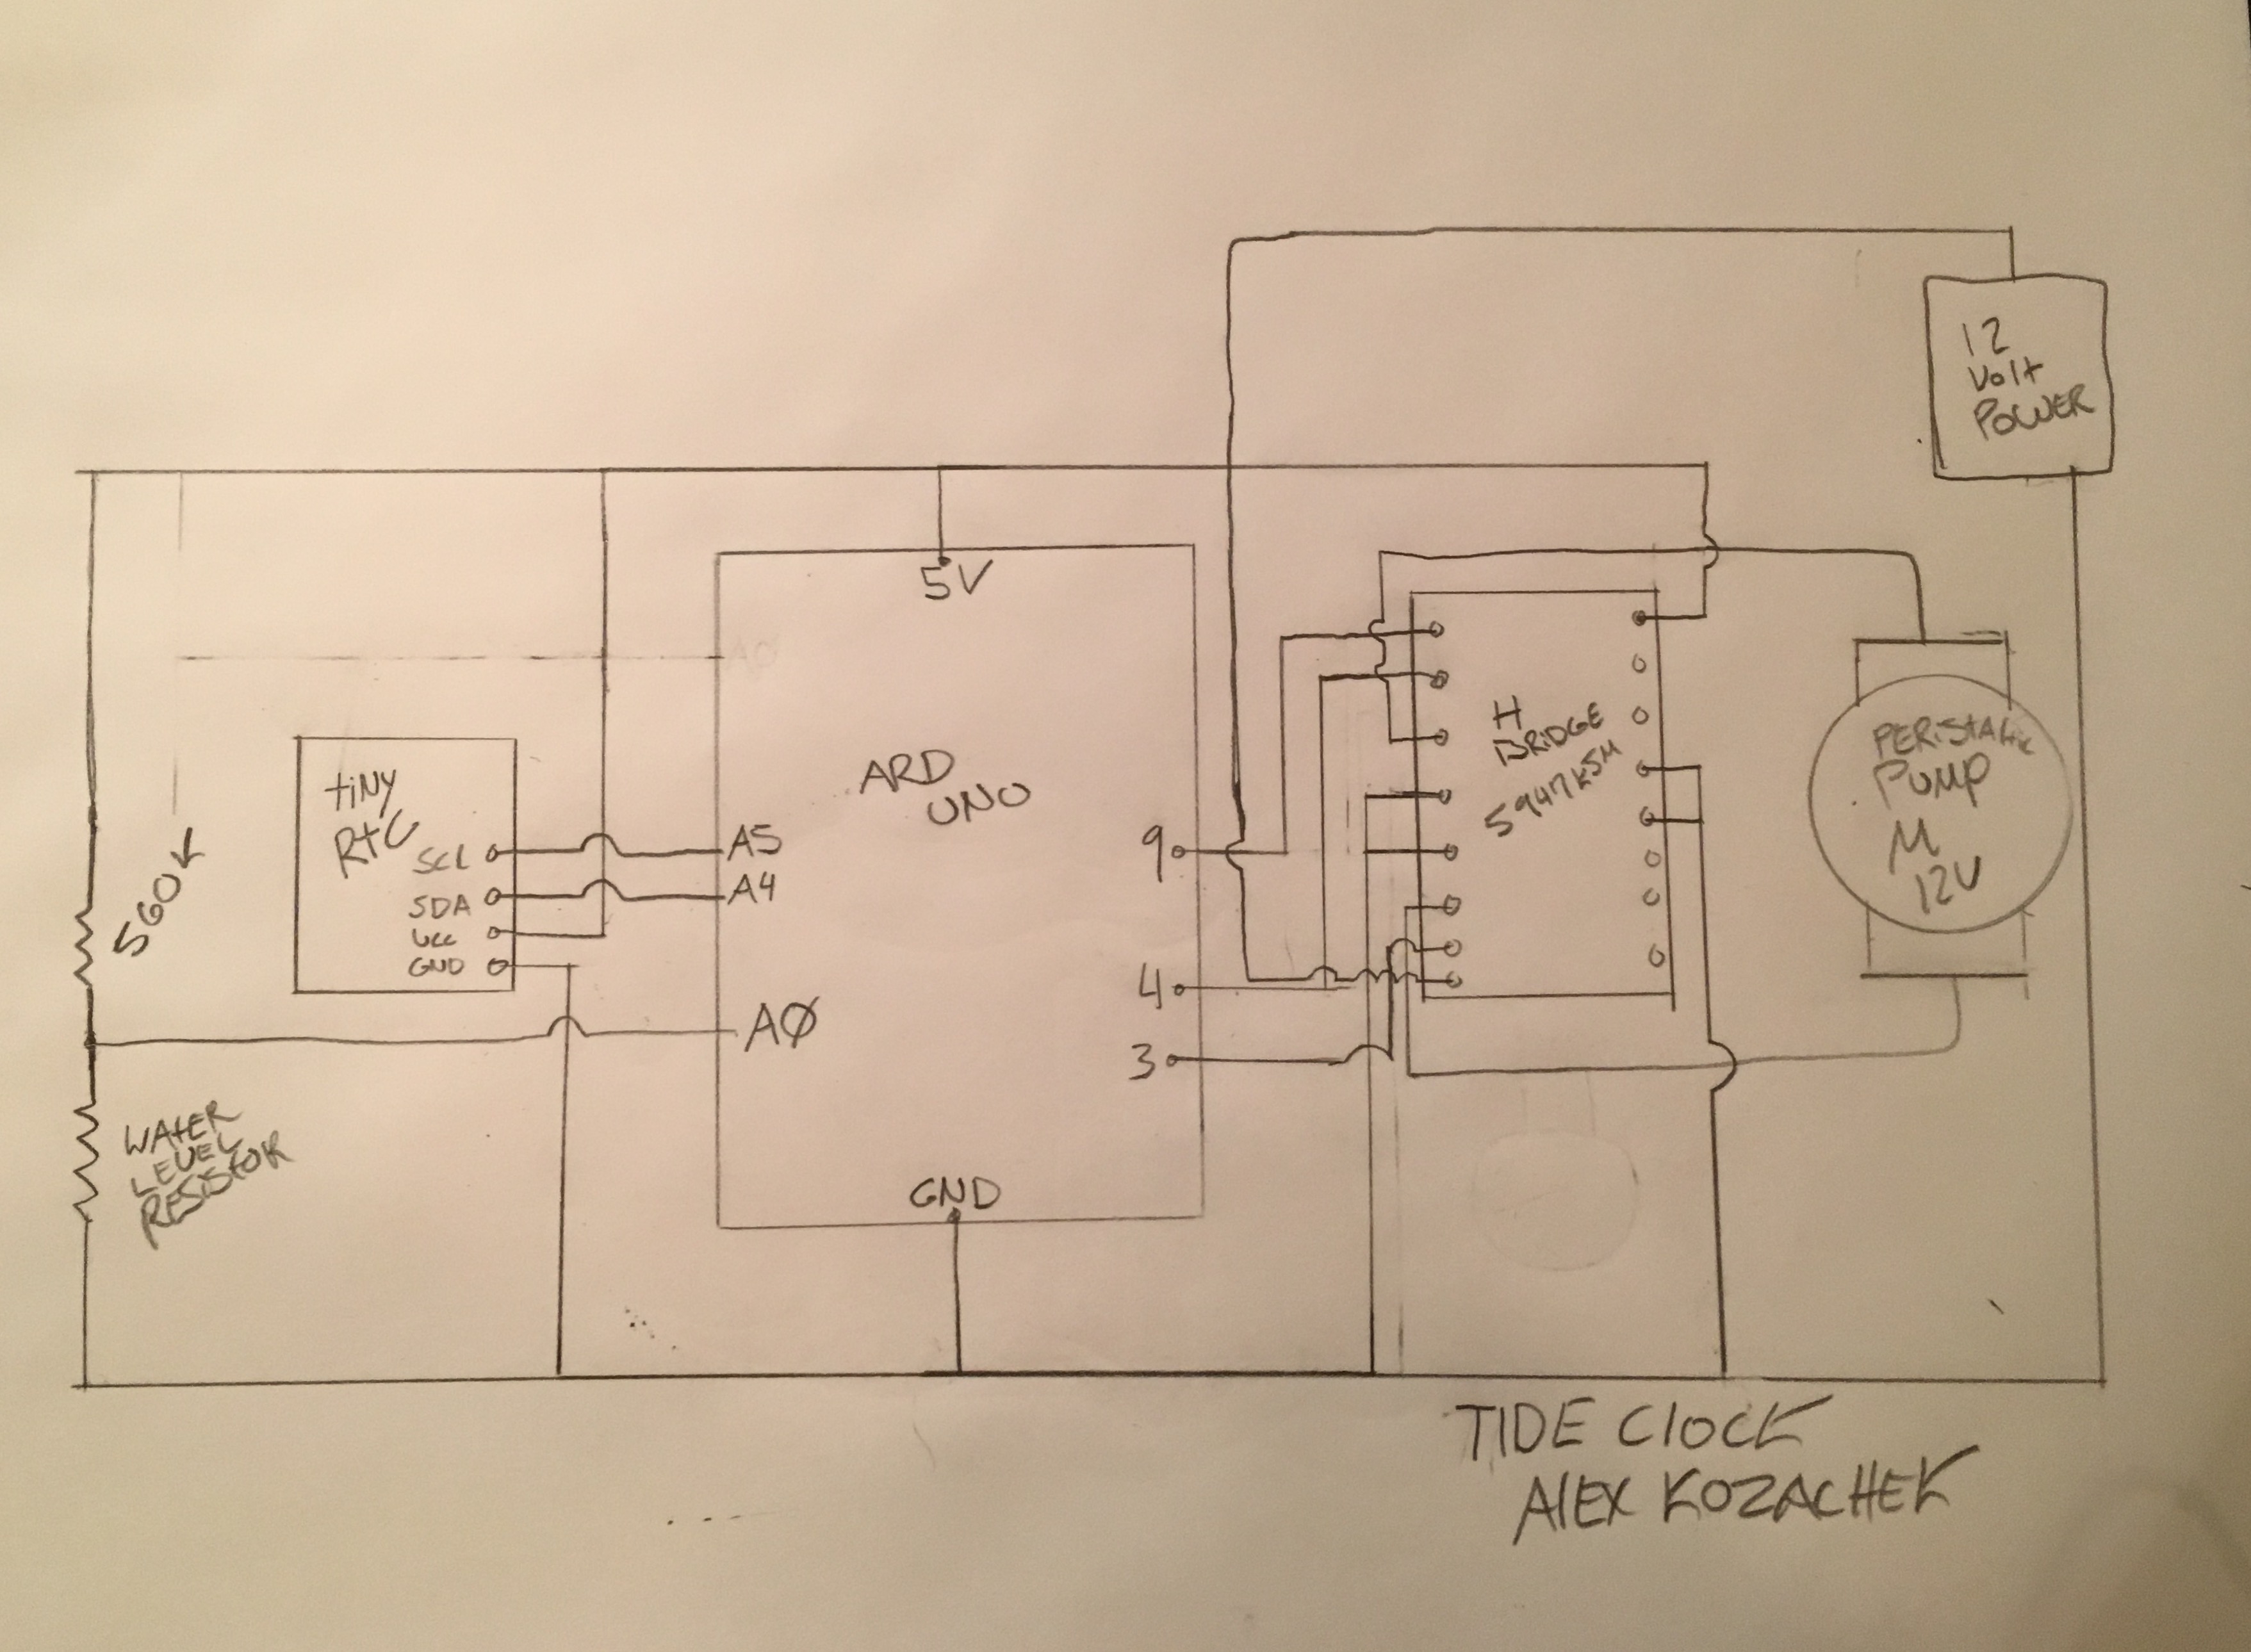 12
Volt
POWER
5V
A0
tiNy
RtC
SCL
SDA
Vcc
GND
560K
ARD
UNO
A5
A4
AØ
9
4
3
GND
H
BRiDGE
PERiStAltic
PUMP
M
12V
WAtER
LEVEL
RESiStOR
TIDE ClOCK
AlEX KOZACHEK